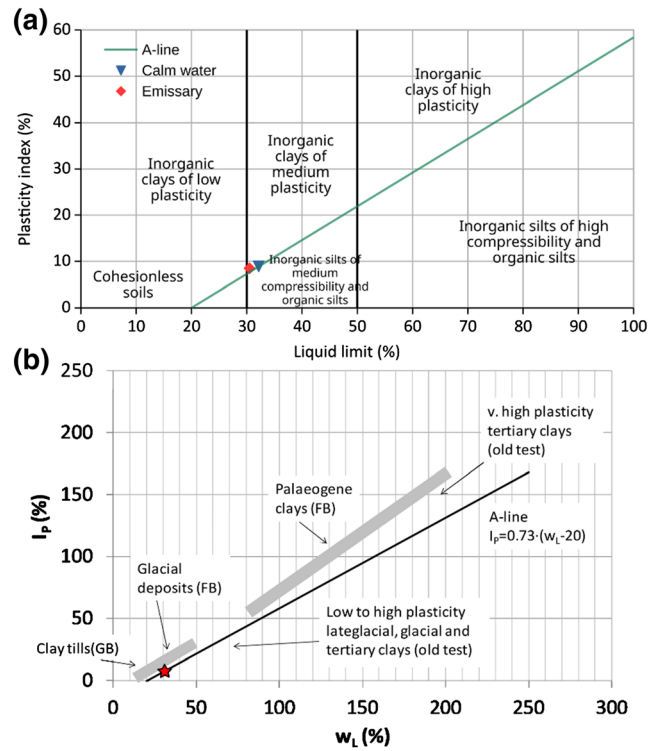 (a)
60
50
40
30
20
10
0
Plasticity index (%)
A-line
Calm water
Emissary
Inorganic
clays of high
plasticity
Inorganic
clays of
medium
plasticity
Inorganic
clays of low
plasticity
Inorganic silts of high
compressibility and
organic silts
Inorganic silts of
medium
compressibility and
organic silts
Cohesionless
soils
0 10 20 30 40 50 60 70 80 90 100
Liquid limit (%)
(b)
250
200
150
100
50
0
I_P (%)
v. high plasticity
tertiary clays
(old test)
Palaeogene
clays (FB)
A-line
I_P=0.73·(w_L-20)
Glacial
deposits (FB)
Low to high plasticity
lateglacial, glacial and
tertiary clays (old test)
Clay tills(GB)
0 50 100 150 200 250 300
w_L (%)